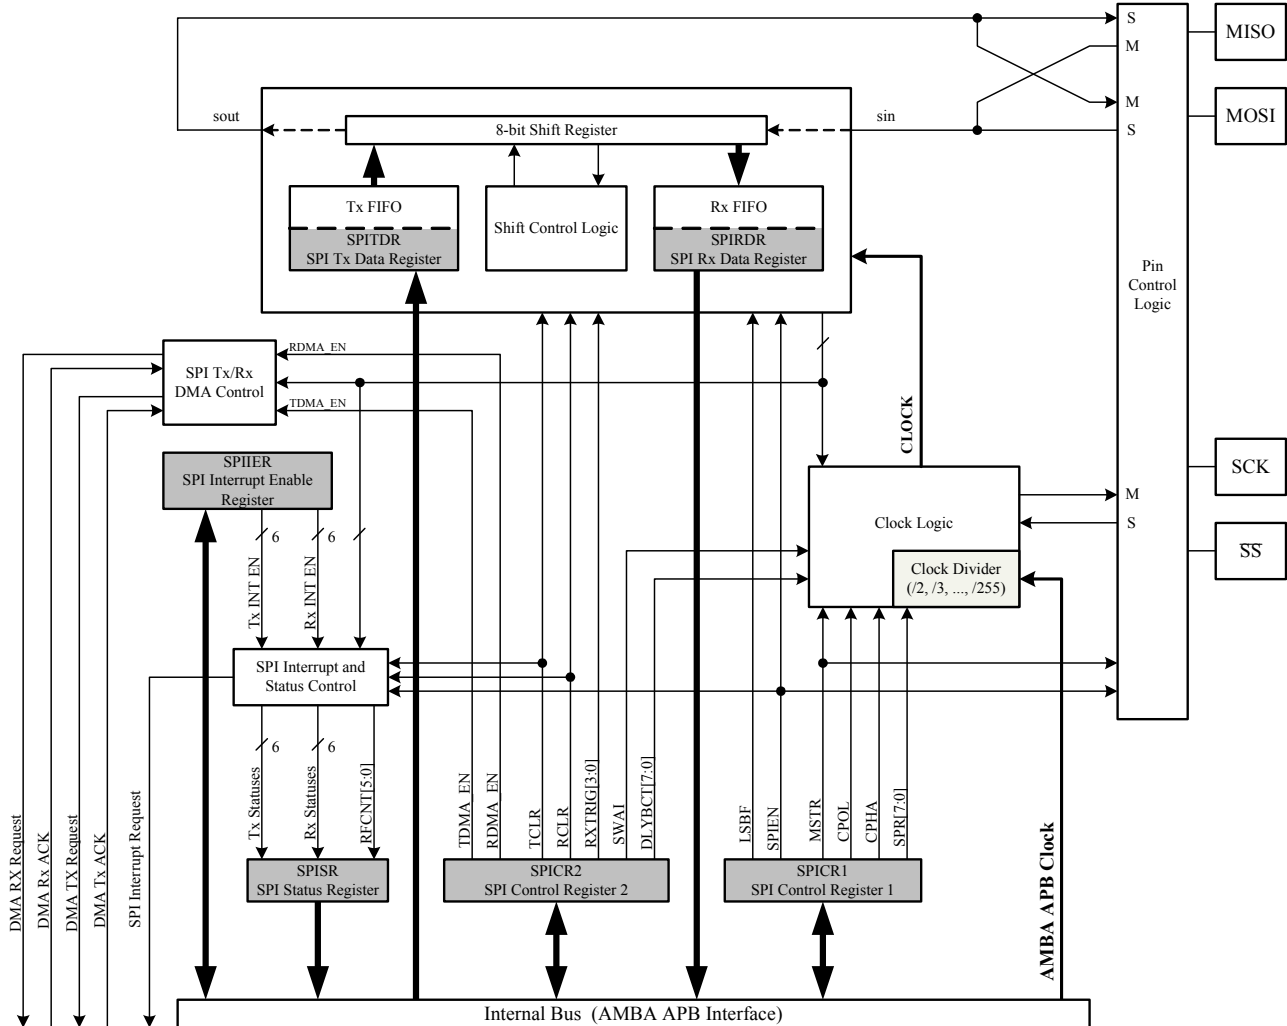 S
MISO
M
M
MOSI
sout
8-bit Shift Register
sin
S
Tx FIFO
Shift Control Logic
Rx FIFO
SPITDR
SPI Tx Data Register
SPIRDR
SPI Rx Data Register
Pin
Control
Logic
RDMA_EN
SPI Tx/Rx
DMA Control
TDMA_EN
CLOCK
SPIIER
SPI Interrupt Enable
Register
SCK
M
Clock Logic
S
SS
6
6
Tx INT EN
Rx INT EN
Clock Divider
(/2, /3, ..., /255)
SPI Interrupt and
Status Control
6
6
Tx Statuses
Rx Statuses
RFCNT[5:0]
TDMA_EN
RDMA_EN
TCLR
RCLR
RXTRIG[3:0]
SWAI
DLYBCT[7:0]
LSBF
SPIEN
MSTR
CPOL
CPHA
SPR[7:0]
SPISR
SPI Status Register
SPICR2
SPI Control Register 2
SPICR1
SPI Control Register 1
DMA RX Request
DMA Rx ACK
DMA TX Request
DMA Tx ACK
SPI Interrupt Request
AMBA APB Clock
Internal Bus (AMBA APB Interface)